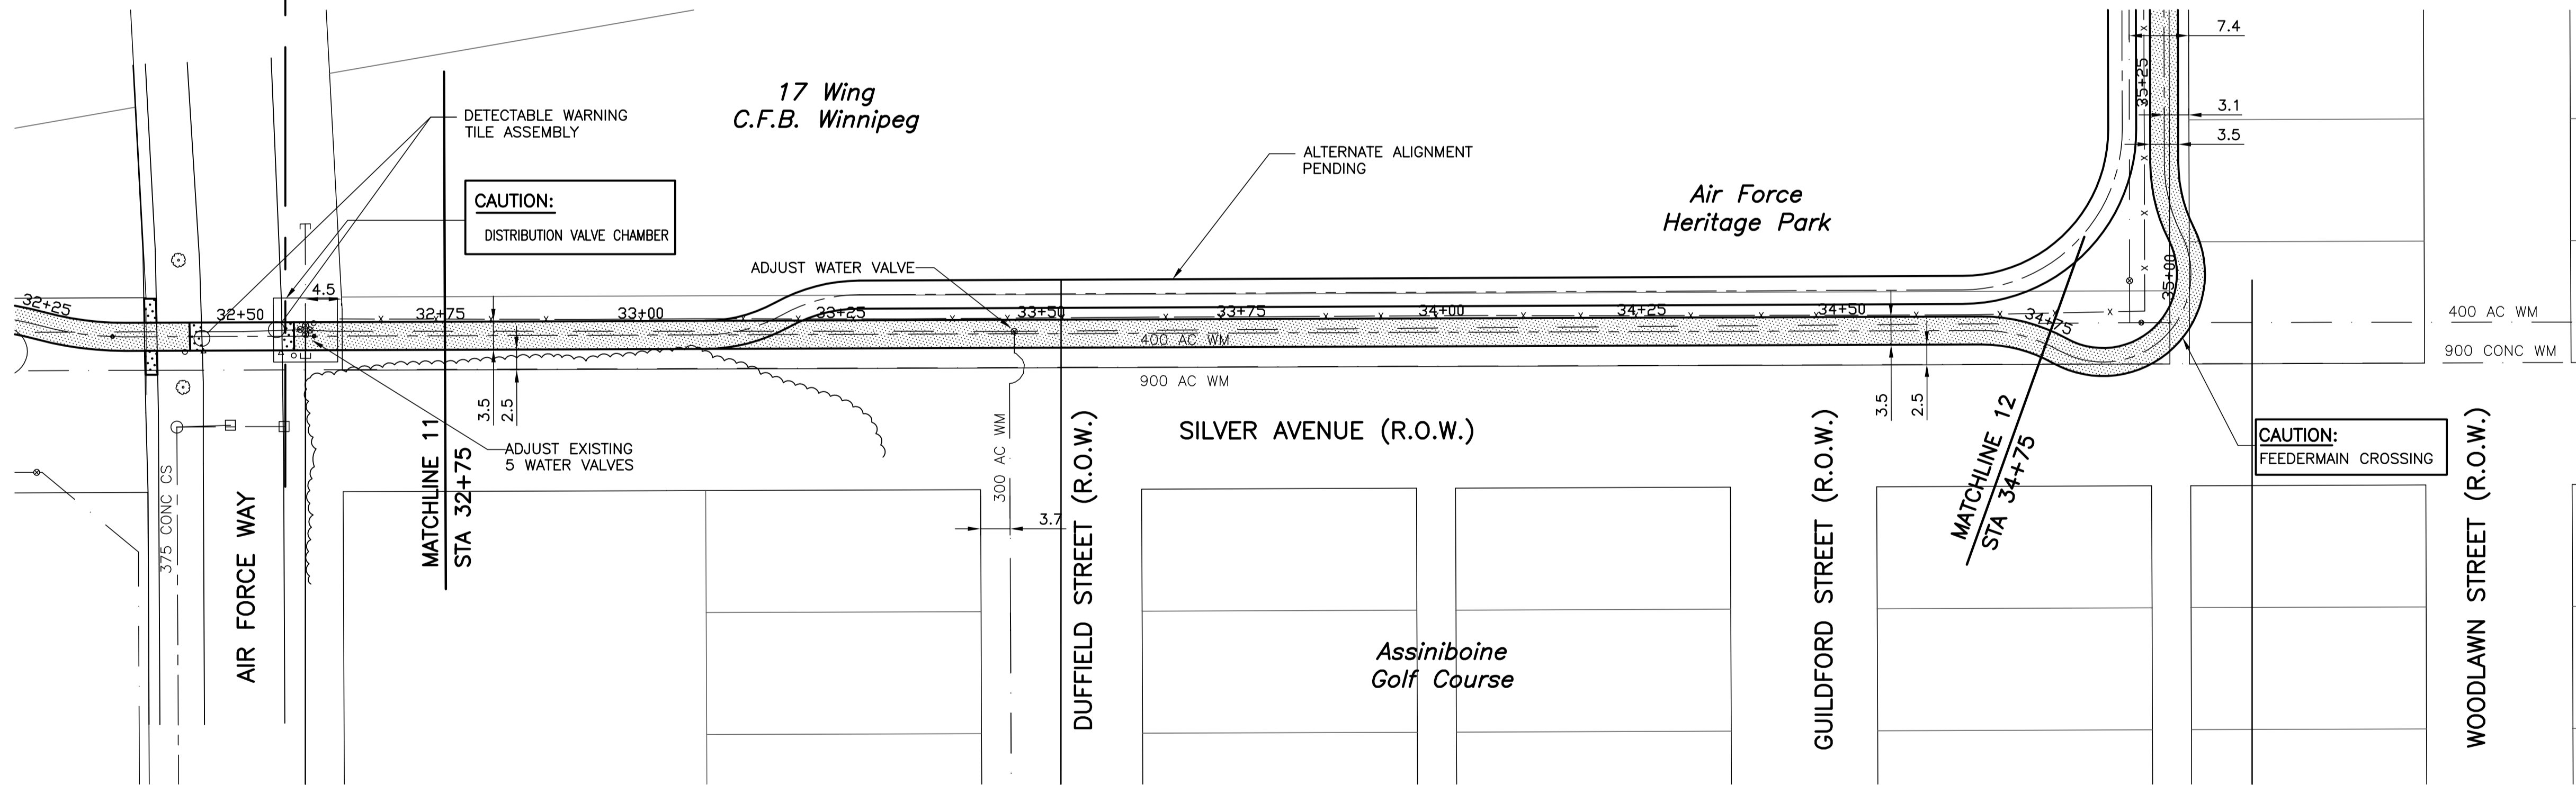 17 Wing
C.F.B. Winnipeg
DETECTABLE WARNING
TILE ASSEMBLY
CAUTION:
DISTRIBUTION VALVE CHAMBER
ADJUST WATER VALVE
ALTERNATE ALIGNMENT
PENDING
Air Force
Heritage Park
7.4
35+25
3.1
3.5
35+00
4.5
32+25
32+50
32+75
33+00
33+25
33+50
33+75
34+00
34+25
34+50
34+75
400 AC WM
900 AC WM
400 AC WM
900 CONC WM
3.5
2.5
3.5
2.5
ADJUST EXISTING
5 WATER VALVES
MATCHLINE 11
STA 32+75
375 CONC CS
AIR FORCE WAY
300 AC WM
3.7
DUFFIELD STREET (R.O.W.)
SILVER AVENUE (R.O.W.)
Assiniboine
Golf Course
GUILDFORD STREET (R.O.W.)
MATCHLINE 12
STA 34+75
CAUTION:
FEEDERMAIN CROSSING
WOODLAWN STREET (R.O.W.)